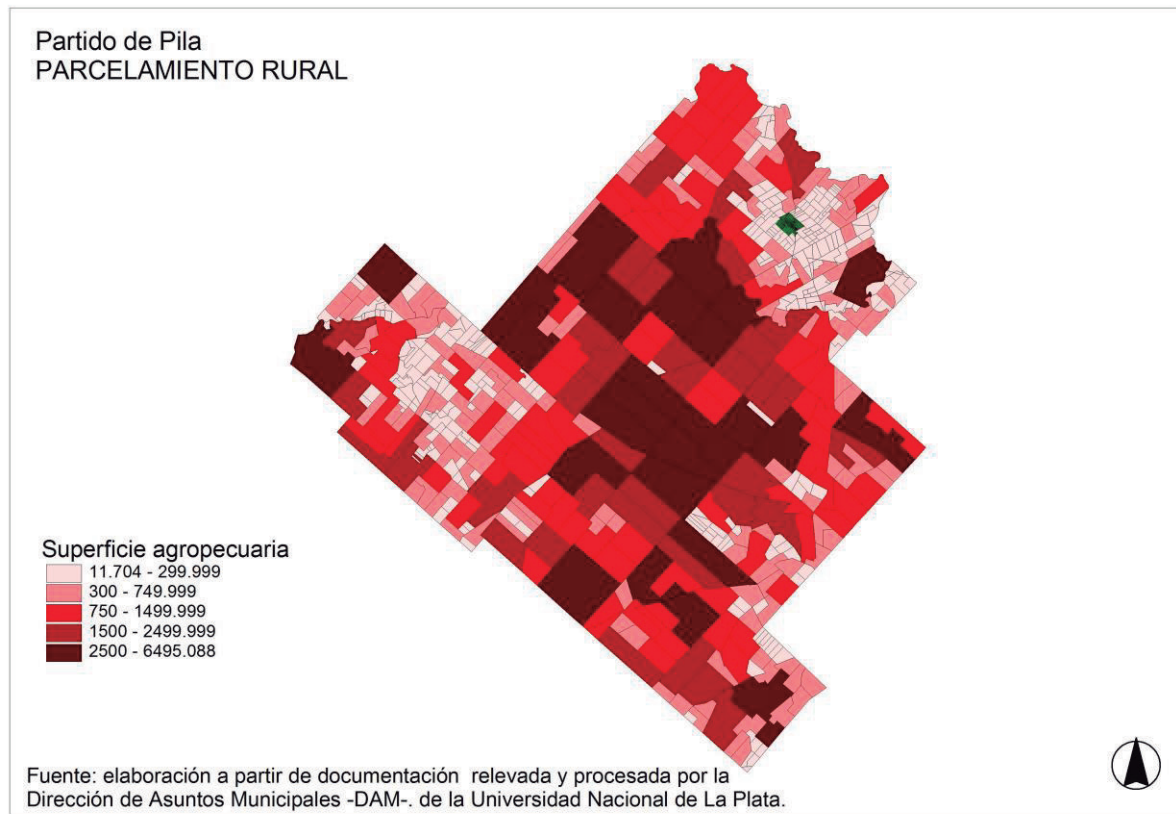 Partido de Pila
PARCELAMIENTO RURAL
Superficie agropecuaria
11.704 - 299.999
300 - 749.999
750 - 1499.999
1500 - 2499.999
2500 - 6495.088
Fuente: elaboración a partir de documentación relevada y procesada por la
Dirección de Asuntos Municipales -DAM-. de la Universidad Nacional de La Plata.